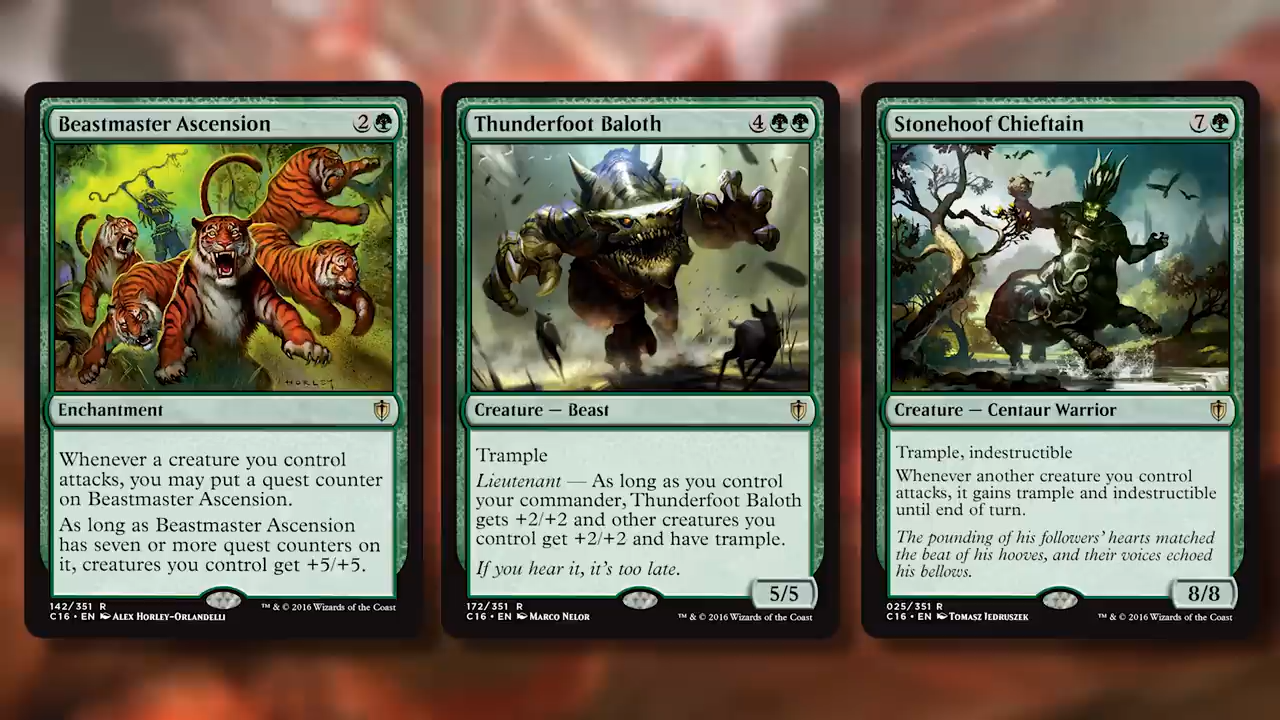 Beastmaster Ascension 2
HORLEY
Enchantment
Whenever a creature you control
attacks, you may put a quest counter
on Beastmaster Ascension.
As long as Beastmaster Ascension
has seven or more quest counters on
it, creatures you control get +5/+5.
142/351 R
C16 • EN ALEX HORLEY-ORLANDELLI
™ & © 2016 Wizards of the Coast
Thunderfoot Baloth 4
Creature — Beast
Trample
Lieutenant — As long as you control
your commander, Thunderfoot Baloth
gets +2/+2 and other creatures you
control get +2/+2 and have trample.
If you hear it, it's too late.
5/5
172/351 R
C16 • EN MARCO NELOR
™ & © 2016 Wizards of the Coast
Stonehoof Chieftain 7
Creature — Centaur Warrior
Trample, indestructible
Whenever another creature you control
attacks, it gains trample and indestructible
until end of turn.
The pounding of his followers' hearts matched
the beat of his hooves, and their voices echoed
his bellows.
8/8
025/351 R
C16 • EN TOMASZ JEDRUSZEK
™ & © 2016 Wizards of the Coast